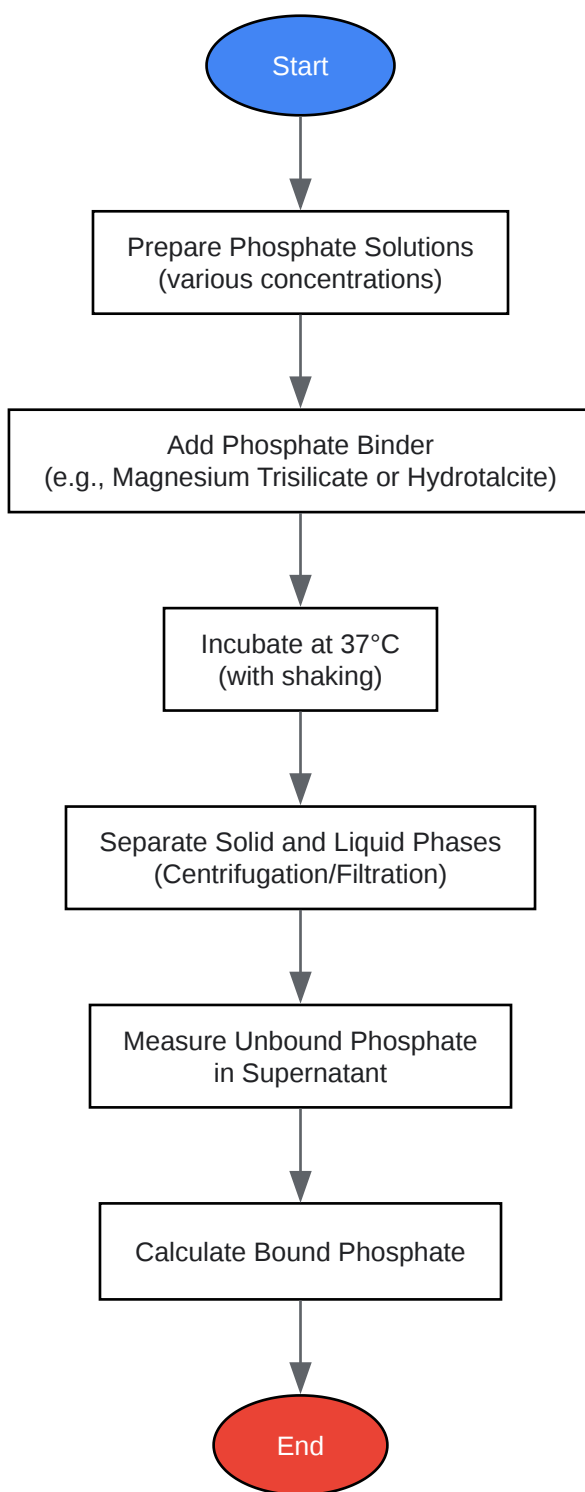 Start
Prepare Phosphate Solutions
(various concentrations)
Add Phosphate Binder
(e.g., Magnesium Trisilicate or Hydrotalcite)
Incubate at 37°C
(with shaking)
Separate Solid and Liquid Phases
(Centrifugation/Filtration)
Measure Unbound Phosphate
in Supernatant
Calculate Bound Phosphate
End